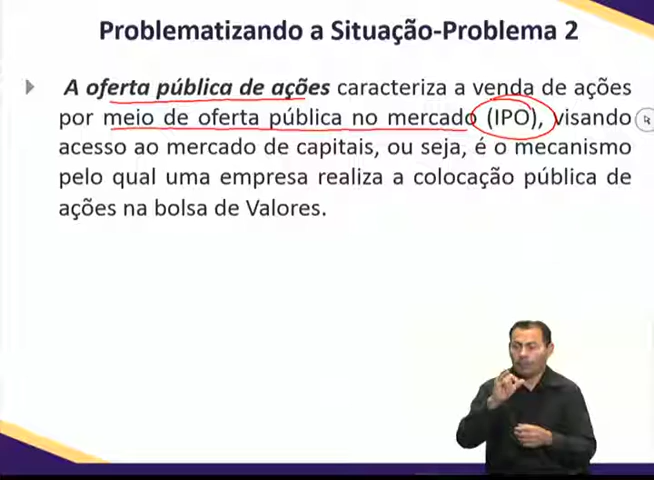 Problematizando a Situação-Problema 2
A oferta pública de ações caracteriza a venda de ações
por meio de oferta pública no mercado (IPO), visando
acesso ao mercado de capitais, ou seja, é o mecanismo
pelo qual uma empresa realiza a colocação pública de
ações na bolsa de Valores.